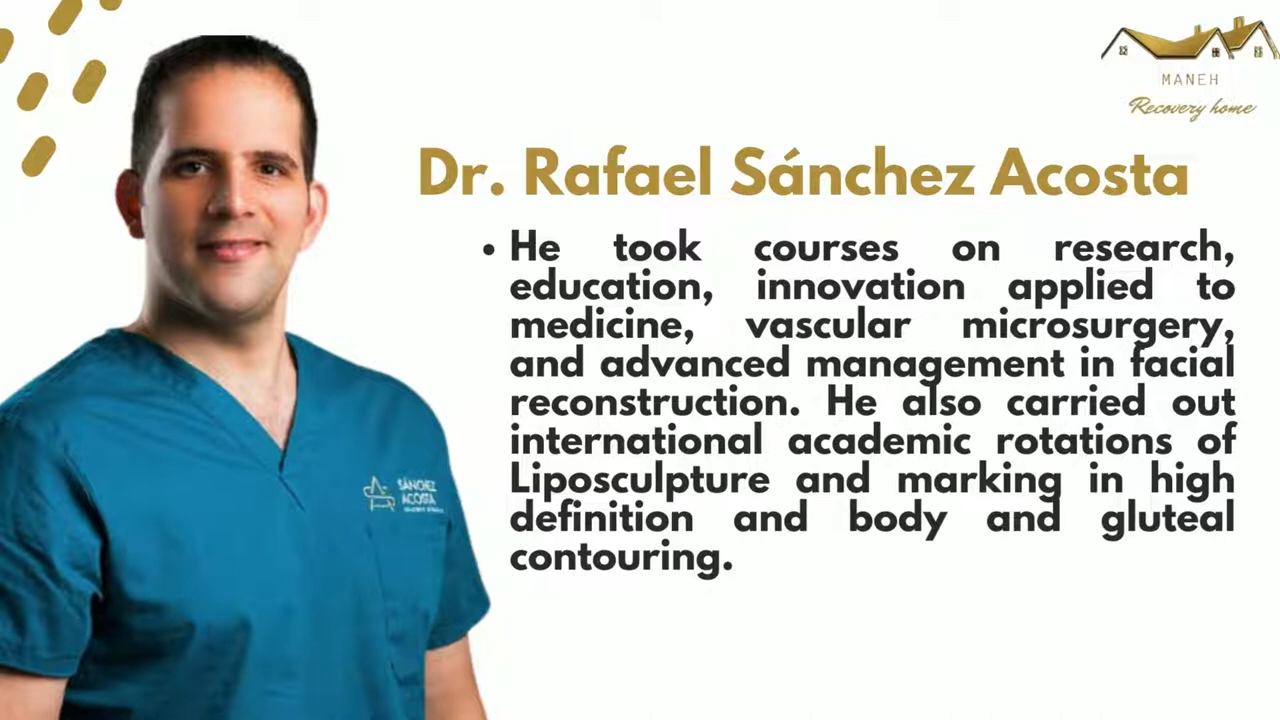 MANEH
Recovery home
Dr. Rafael Sánchez Acosta
• He took courses on research,
education, innovation applied to
medicine, vascular microsurgery,
and advanced management in facial
reconstruction. He also carried out
international academic rotations of
Liposculpture and marking in high
definition and body and gluteal
contouring.
SÁNCHEZ
ACOSTA